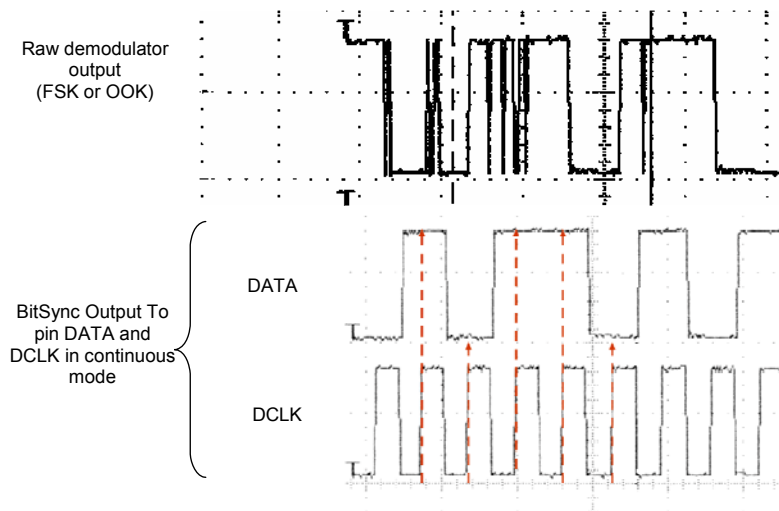 Raw demodulator
output
(FSK or OOK)
BitSync Output To
pin DATA and
DCLK in continuous
mode
DATA
DCLK